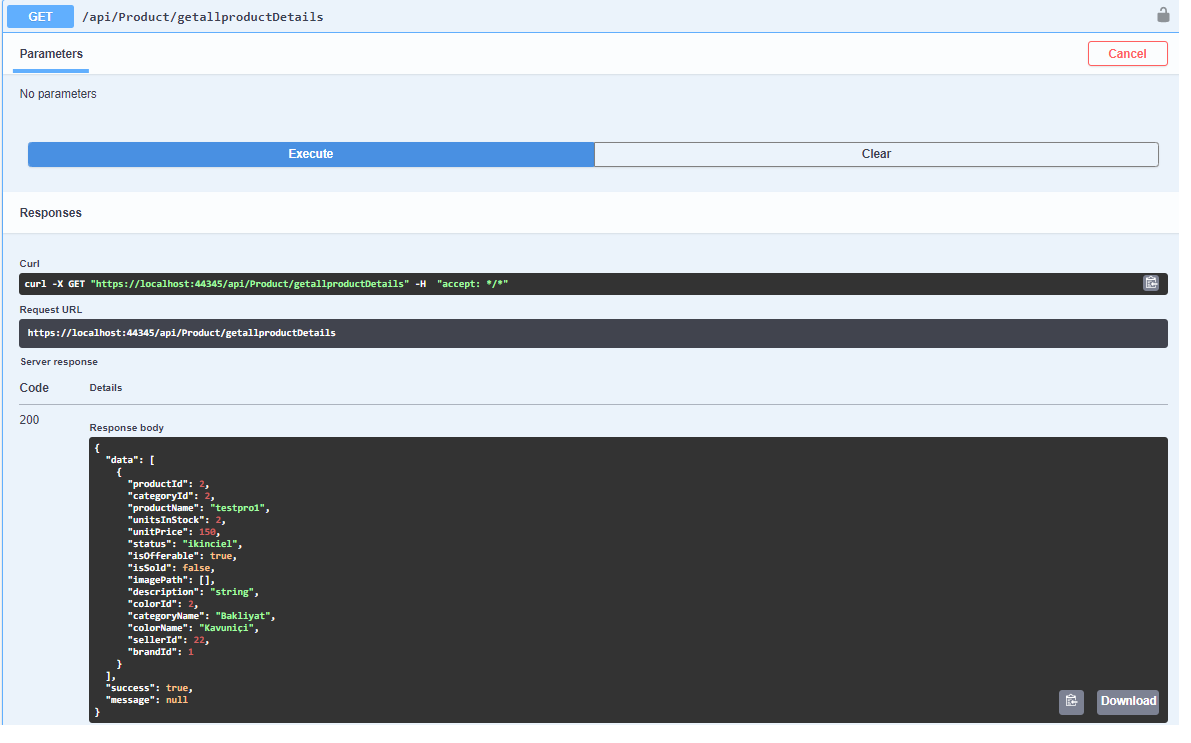 GET /api/Product/getallproductDetails
Parameters
Cancel
No parameters
Execute
Clear
Responses
Curl
curl -X GET "https://localhost:44345/api/Product/getallproductDetails" -H  "accept: */*"
Request URL
https://localhost:44345/api/Product/getallproductDetails
Server response
Code Details
200
Response body
{
  "data": [
    {
      "productId": 2,
      "categoryId": 2,
      "productName": "testpro1",
      "unitsInStock": 2,
      "unitPrice": 150,
      "status": "ikinciel",
      "isOfferable": true,
      "isSold": false,
      "imagePath": [],
      "description": "string",
      "colorId": 2,
      "categoryName": "Bakliyat",
      "colorName": "Kavuniçi",
      "sellerId": 22,
      "brandId": 1
    }
  ],
  "success": true,
  "message": null
}
Download